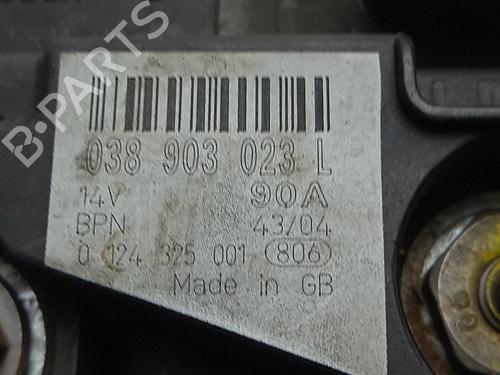 B-PARTS
038 903 023 L
14V 90A
BPN 43/04
0 124 325 001 806
Made in GB